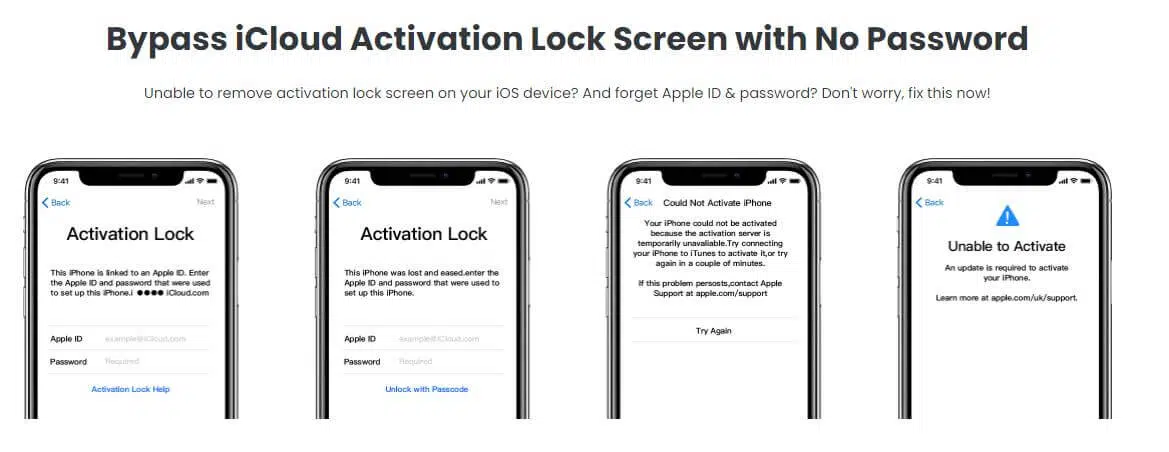 Bypass iCloud Activation Lock Screen with No Password
Unable to remove activation lock screen on your iOS device? And forget Apple ID & password? Don't worry, fix this now!
9:41
Back
Next
Activation Lock
This iPhone is linked to an Apple ID. Enter
the Apple ID and password that were used
to set up this iPhone.i ●●●● iCloud.com
Apple ID example@iCloud.com
Password Required
Activation Lock Help
9:41
Back
Next
Activation Lock
This iPhone was lost and eased.enter the
Apple ID and password that were used to
set up this iPhone.
Apple ID example@iCloud.com
Password Required
Unlock with Passcode
9:41
Back
Could Not Activate iPhone
Your iPhone could not be activated
because the activation server is
temporarily unavaliable.Try connecting
your iPhone to iTunes to activate it,or try
again in a couple of minutes.
If this problem persosts,contact Apple
Support at apple.com/support
Try Again
9:41
Back
Unable to Activate
An update is required to activate
your iPhone.
Learn more at apple.com/uk/support.